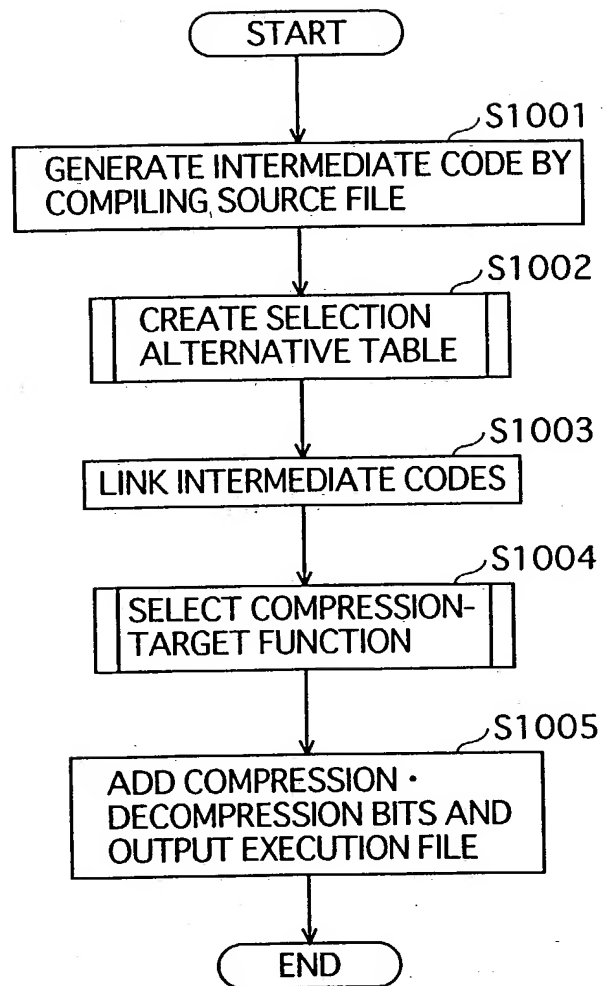 START
S1001
GENERATE INTERMEDIATE CODE BY
COMPILING SOURCE FILE
S1002
CREATE SELECTION
ALTERNATIVE TABLE
S1003
LINK INTERMEDIATE CODES
S1004
SELECT COMPRESSION-
TARGET FUNCTION
S1005
ADD COMPRESSION・
DECOMPRESSION BITS AND
OUTPUT EXECUTION FILE
END